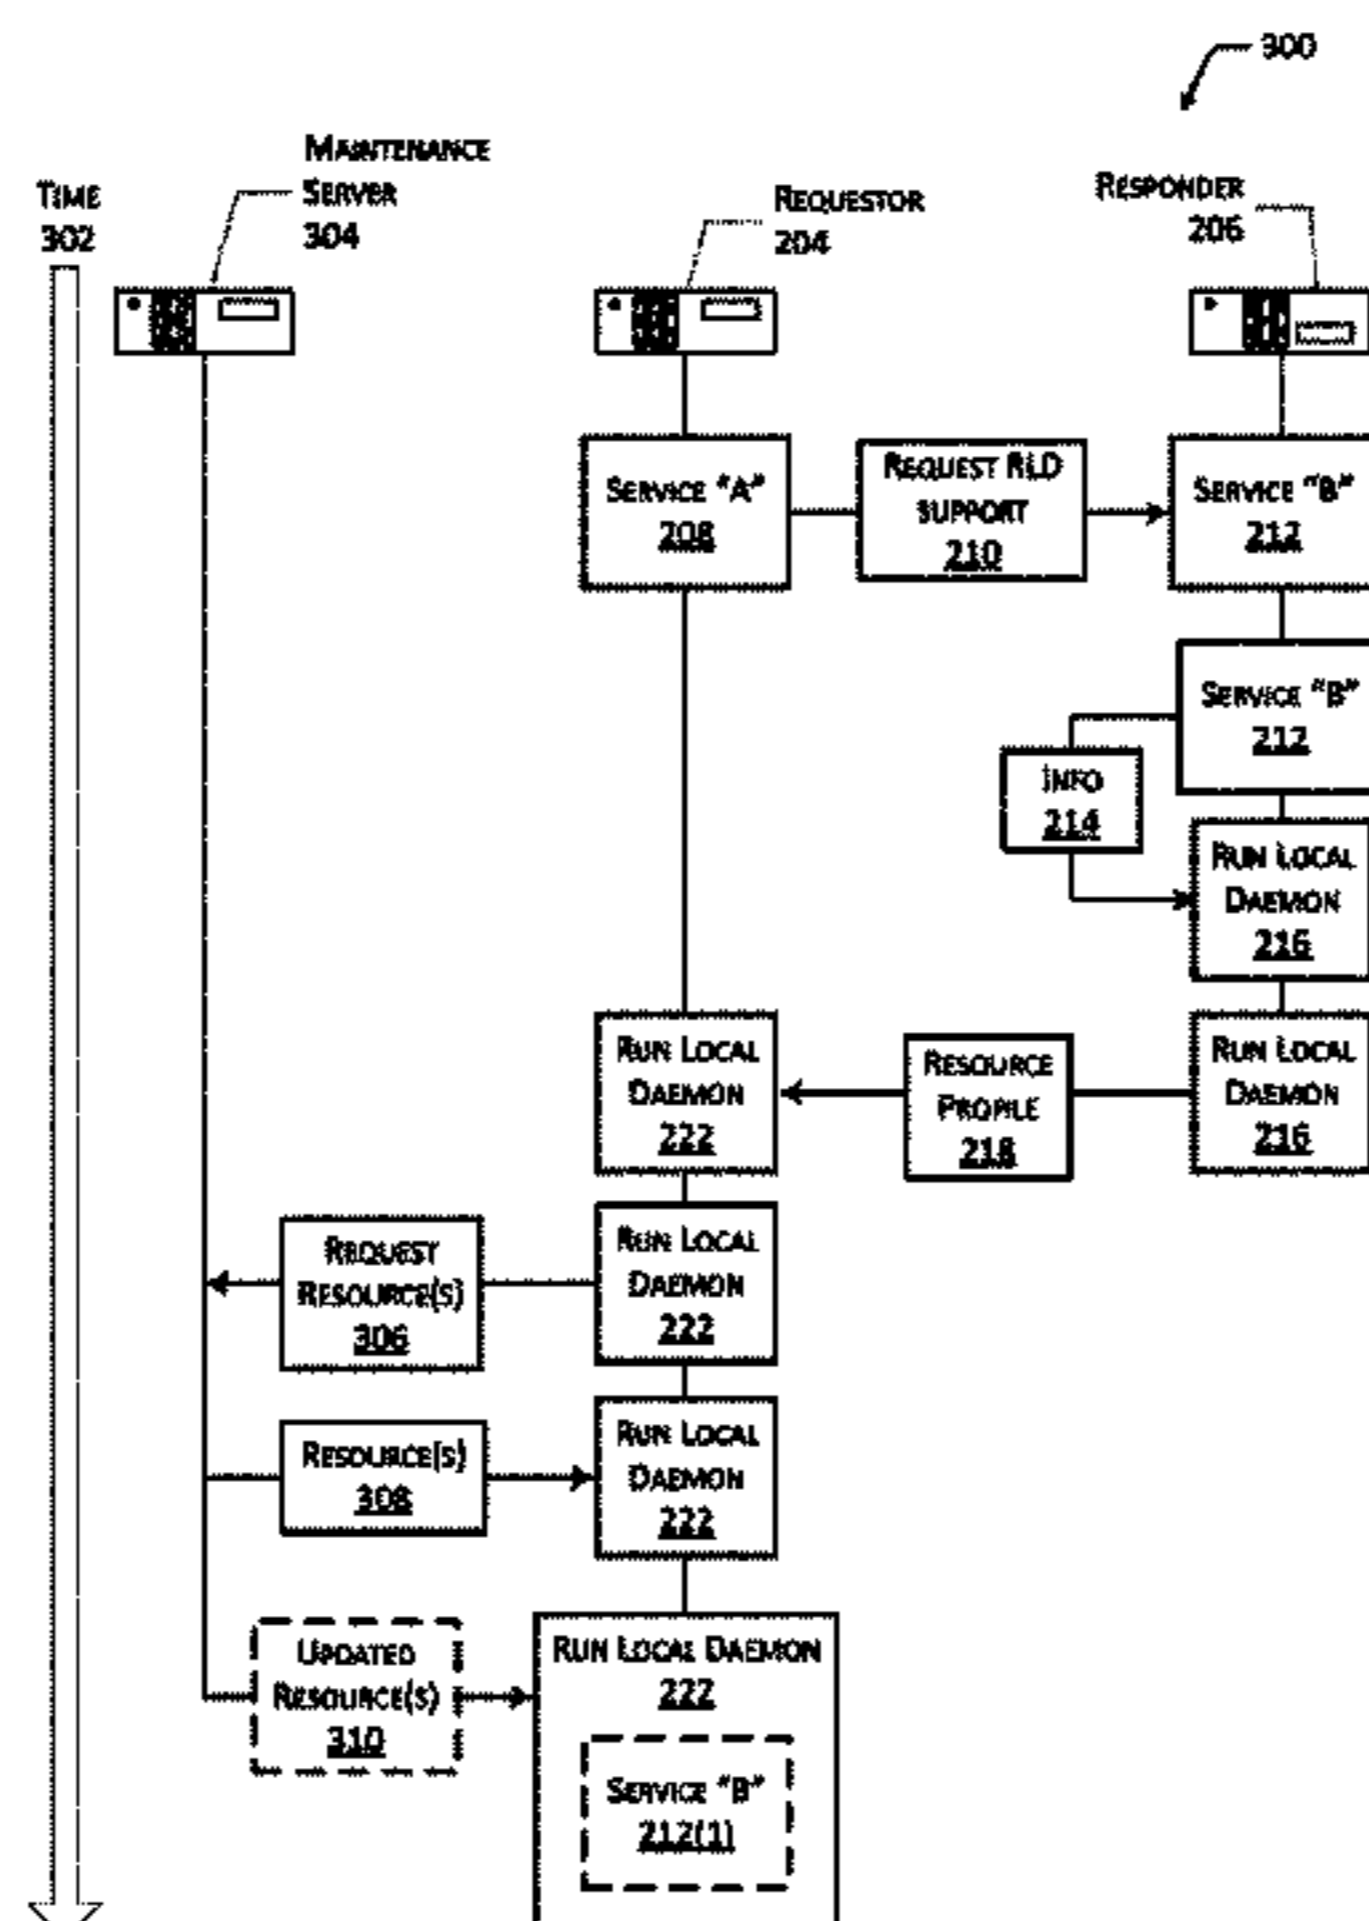 300
TIME
302
MAINTENANCE
SERVER
304
REQUESTOR
204
RESPONDER
206
SERVICE "A"
208
REQUEST RLD
SUPPORT
210
SERVICE "B"
212
SERVICE "B"
212
INFO
214
RUN LOCAL
DAEMON
216
RUN LOCAL
DAEMON
222
RESOURCE
PROFILE
218
RUN LOCAL
DAEMON
216
REQUEST
RESOURCE(S)
306
RUN LOCAL
DAEMON
222
RESOURCE(S)
308
RUN LOCAL
DAEMON
222
UPDATED
RESOURCE(S)
310
RUN LOCAL DAEMON
222
SERVICE "B"
212(1)